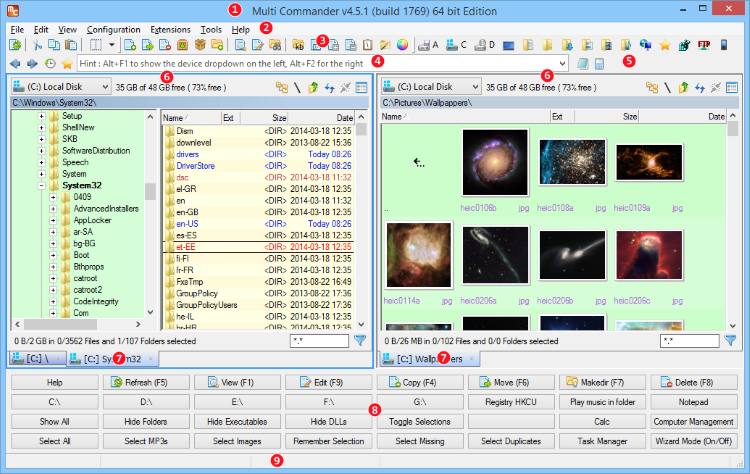 MC 1 Multi Commander v4.5.1 (build 1769) 64 bit Edition
File Edit View Configuration Extensions Tools Help 2
3 A C D FTP
Hint : Alt+F1 to show the device dropdown on the left, Alt+F2 for the right 4 5
6 6
(C:) Local Disk 35 GB of 48 GB free ( 73% free ) (C:) Local Disk 35 GB of 48 GB free ( 73% free )
C:\Windows\System32\ C:\Pictures\Wallpappers\
Setup
ShellNew
SKB
SoftwareDistribution
Speech
System
System32
0409
AdvancedInstallers
AppLocker
ar-SA
bg-BG
Boot
Bthprops
catroot
catroot2
CodeIntegrity
Com
Name Ext Size Date
Dism <DIR> 2014-03-18 12:35
downlevel <DIR> 2013-08-22 15:36
drivers <DIR> Today 08:26
DriverStore <DIR> Today 08:26
dsc <DIR> 2014-03-18 11:32
el-GR <DIR> 2014-03-18 12:35
en <DIR> 2014-03-18 11:32
en-GB <DIR> 2014-03-18 12:35
en-US <DIR> Today 08:26
es-ES <DIR> 2014-03-18 12:35
et-EE <DIR> 2014-03-18 12:35
fi-FI <DIR> 2014-03-18 12:35
fr-FR <DIR> 2014-03-18 12:35
FxsTmp <DIR> 2013-08-22 16:49
GroupPolicy <DIR> 2013-08-22 17:36
GroupPolicyUsers <DIR> 2013-08-22 17:36
he-IL <DIR> 2014-03-18 12:35
hr-HR <DIR> 2014-03-18 12:35
Name Ext Size Date
.. heic0106b jpg heic0108a jpg heic0109a jpg
heic0114a jpg heic0206a jpg heic0206b jpg heic0206c jpg
0 B/2 GB in 0/3562 Files and 1/107 Folders selected *.* 0 B/26 MB in 0/102 Files and 0/0 Folders selected *.*
[C:] \ [C:] System32 7 [C:] Wallpapers 7
Help Refresh (F5) View (F1) Edit (F9) Copy (F4) Move (F6) Makedir (F7) Delete (F8)
C:\ D:\ E:\ F:\ G:\ Registry HKCU Play music in folder Notepad
8
Show All Hide Folders Hide Executables Hide DLLs Toggle Selections Calc Computer Management
Select All Select MP3s Select Images Remember Selection Select Missing Select Duplicates Task Manager Wizard Mode (On/Off)
9